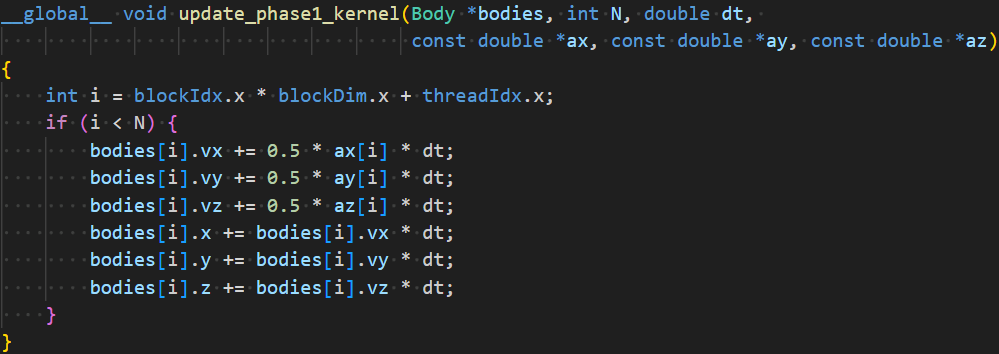 __global__ void update_phase1_kernel(Body *bodies, int N, double dt,
                                     const double *ax, const double *ay, const double *az)
{
    int i = blockIdx.x * blockDim.x + threadIdx.x;
    if (i < N) {
        bodies[i].vx += 0.5 * ax[i] * dt;
        bodies[i].vy += 0.5 * ay[i] * dt;
        bodies[i].vz += 0.5 * az[i] * dt;
        bodies[i].x += bodies[i].vx * dt;
        bodies[i].y += bodies[i].vy * dt;
        bodies[i].z += bodies[i].vz * dt;
    }
}